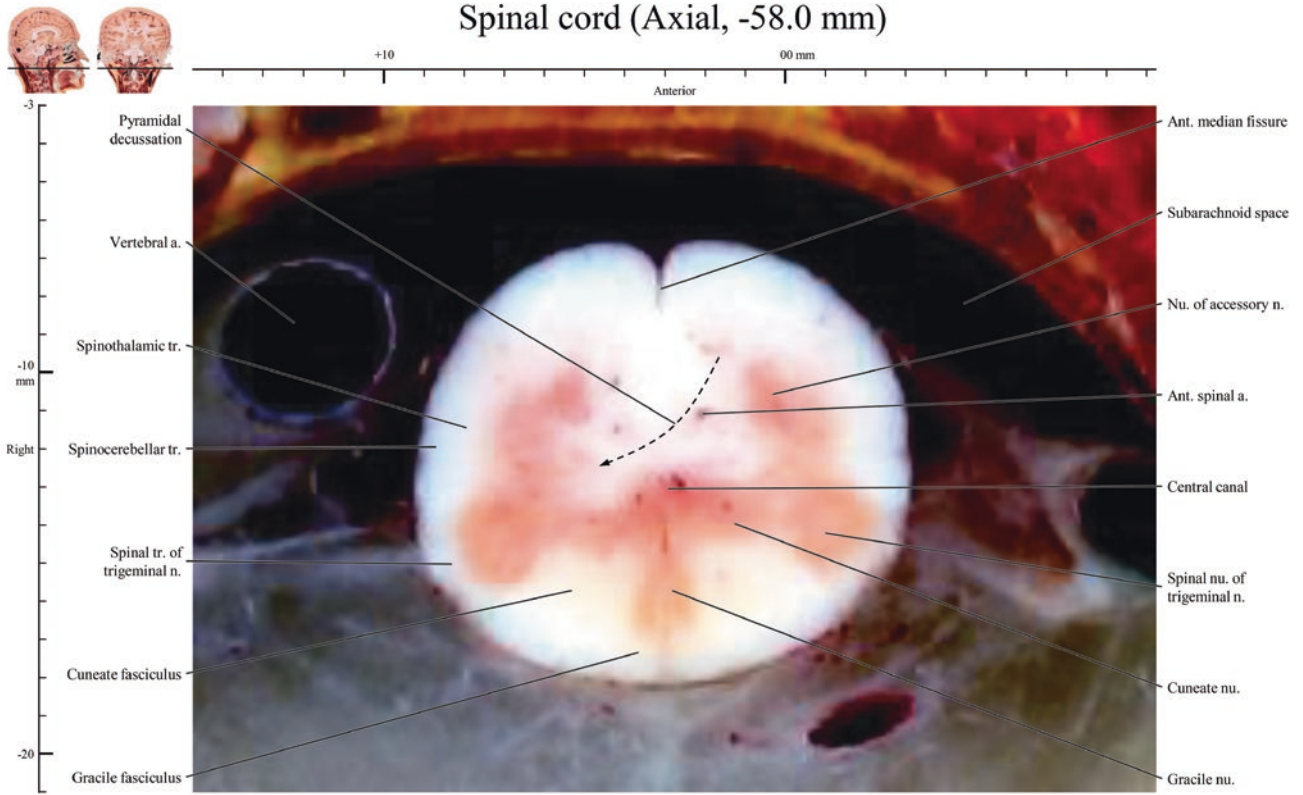 Spinal cord (Axial, -58.0 mm)
+10
00 mm
Anterior
-3
Pyramidal
decussation
Ant. median fissure
Vertebral a.
Subarachnoid space
Nu. of accessory n.
Spinothalamic tr.
-10
mm
Ant. spinal a.
Right
Spinocerebellar tr.
Central canal
Spinal tr. of
trigeminal n.
Spinal nu. of
trigeminal n.
Cuneate fasciculus
Cuneate nu.
-20
Gracile fasciculus
Gracile nu.